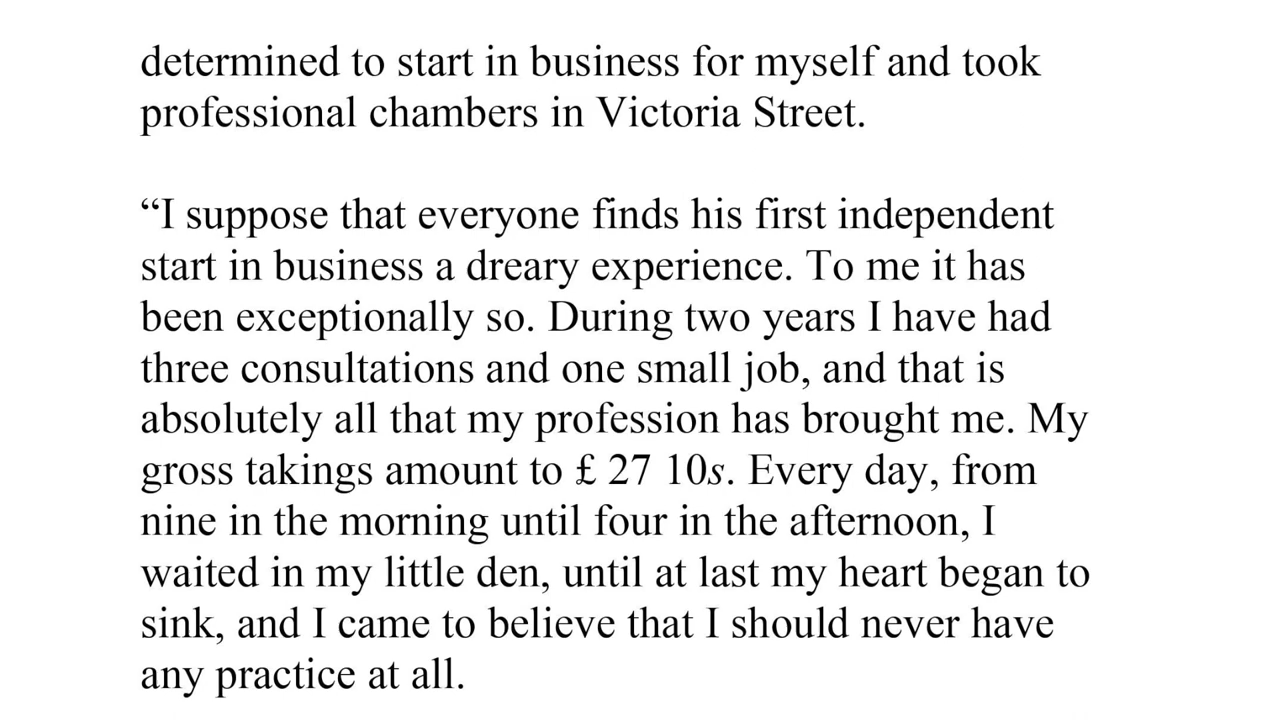 determined to start in business for myself and took
professional chambers in Victoria Street.
“I suppose that everyone finds his first independent
start in business a dreary experience. To me it has
been exceptionally so. During two years I have had
three consultations and one small job, and that is
absolutely all that my profession has brought me. My
gross takings amount to £ 27 10s. Every day, from
nine in the morning until four in the afternoon, I
waited in my little den, until at last my heart began to
sink, and I came to believe that I should never have
any practice at all.